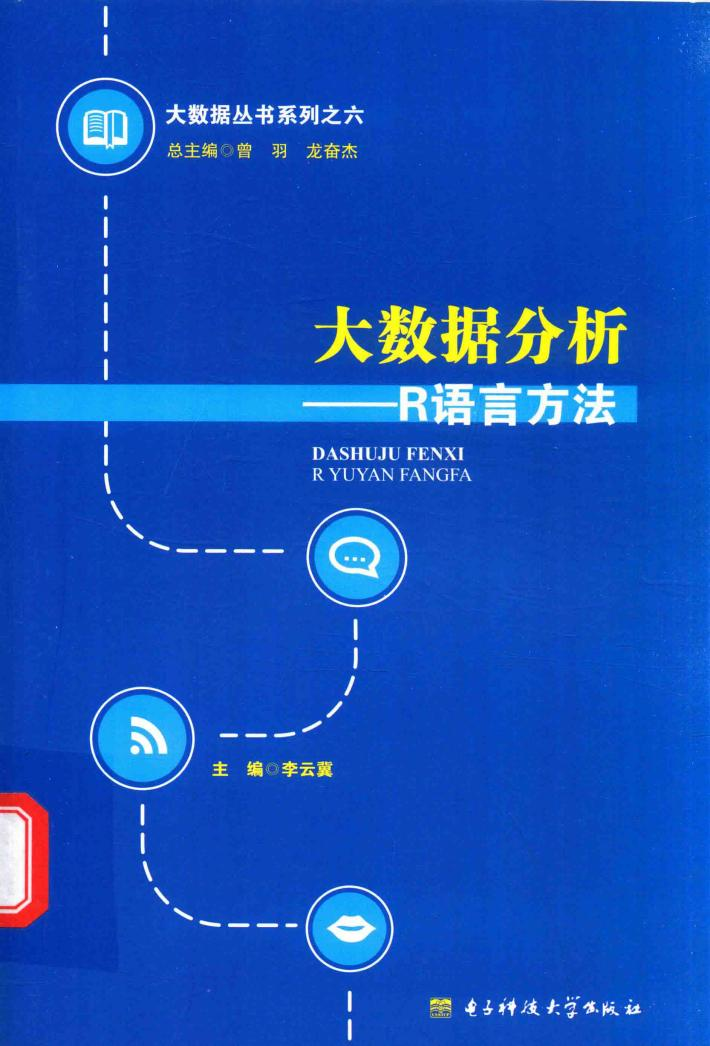 大数据丛书系列之六
总主编◎曾 羽 龙奋杰
大数据分析
——R语言方法
DASHUJU FENXI
R YUYAN FANGFA
主 编◎李云冀
电子科技大学出版社